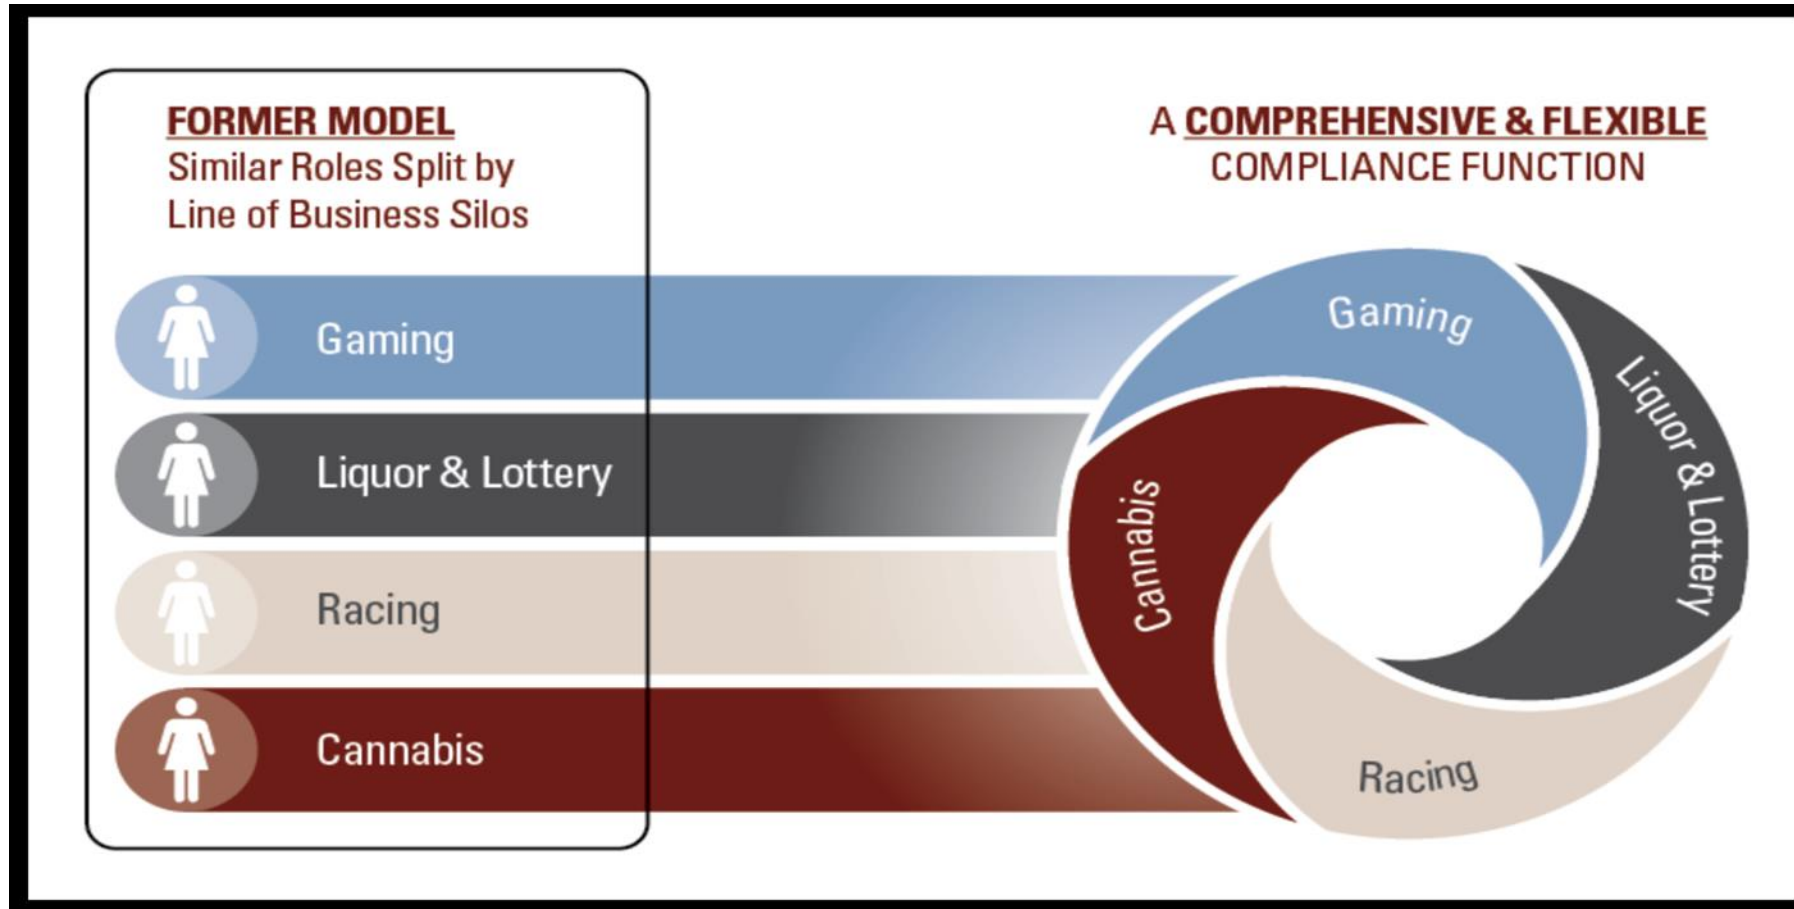 FORMER MODEL
Similar Roles Split by
Line of Business Silos
Gaming
Liquor & Lottery
Racing
Cannabis
A COMPREHENSIVE & FLEXIBLE
COMPLIANCE FUNCTION
Gaming
Liquor & Lottery
Racing
Cannabis